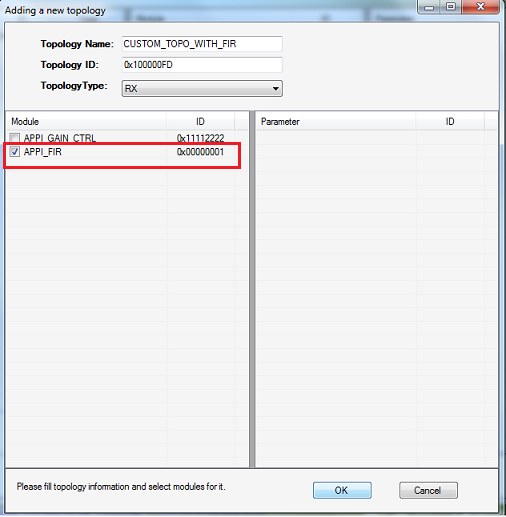 Adding a new topology
Topology Name: CUSTOM_TOPO_WITH_FIR
Topology ID: 0x100000FD
TopologyType: RX
Module ID Parameter ID
APPI_GAIN_CTRL 0x11112222
APPI_FIR 0x00000001
Please fill topology information and select modules for it. OK Cancel